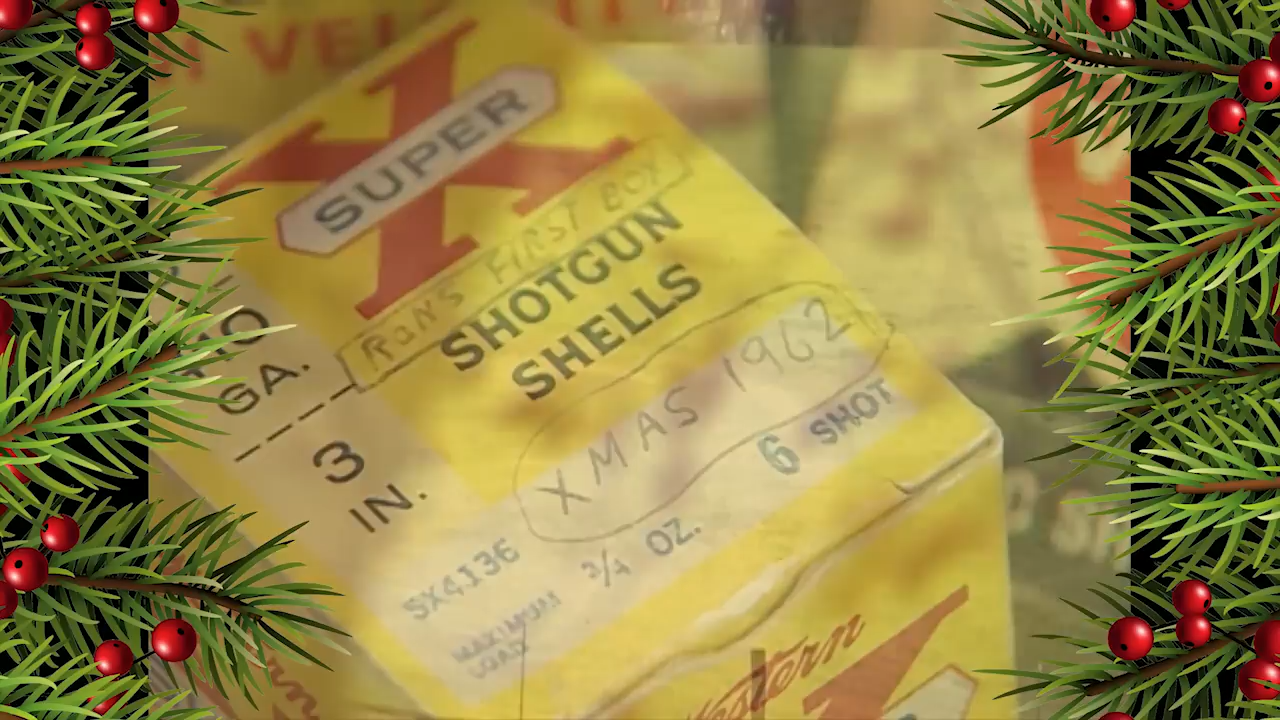 SUPER
X
RON'S FIRST BOX
SHOTGUN
SHELLS
XMAS 1962
GA.
3
IN.
6 SHOT
SX4136
3/4 OZ.
MAXIMUM
LOAD
Western